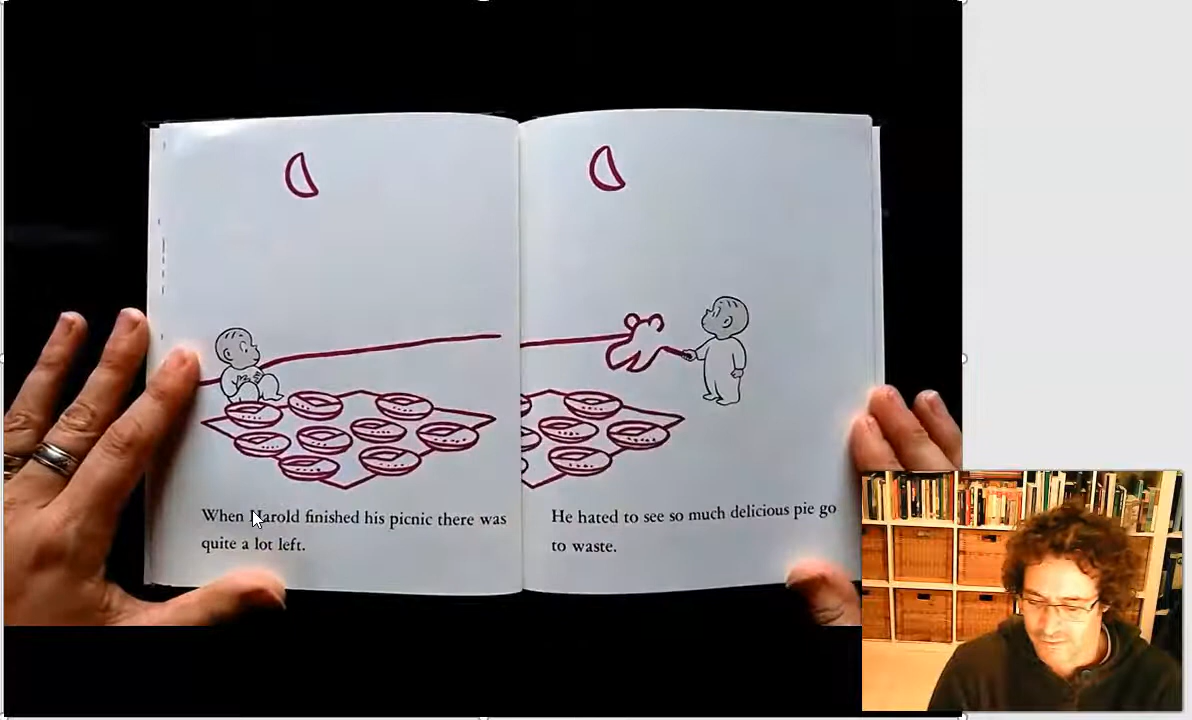 When Harold finished his picnic there was
quite a lot left.
He hated to see so much delicious pie go
to waste.